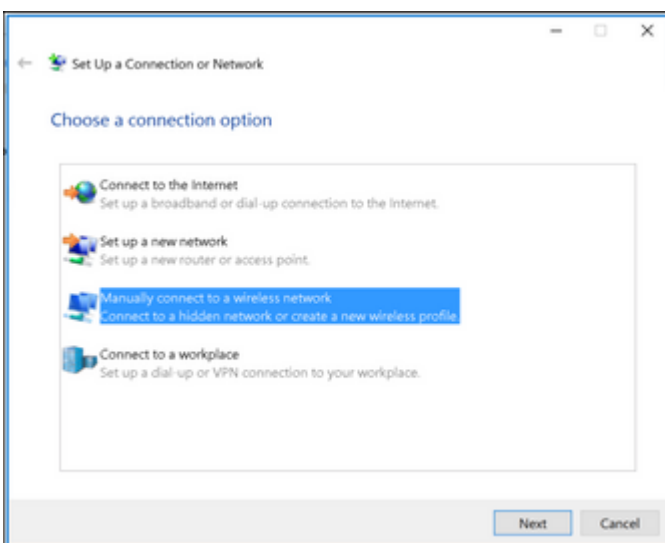 Set Up a Connection or Network
Choose a connection option
Connect to the Internet
Set up a broadband or dial-up connection to the Internet.
Set up a new network
Set up a new router or access point.
Manually connect to a wireless network
Connect to a hidden network or create a new wireless profile.
Connect to a workplace
Set up a dial-up or VPN connection to your workplace.
Next
Cancel